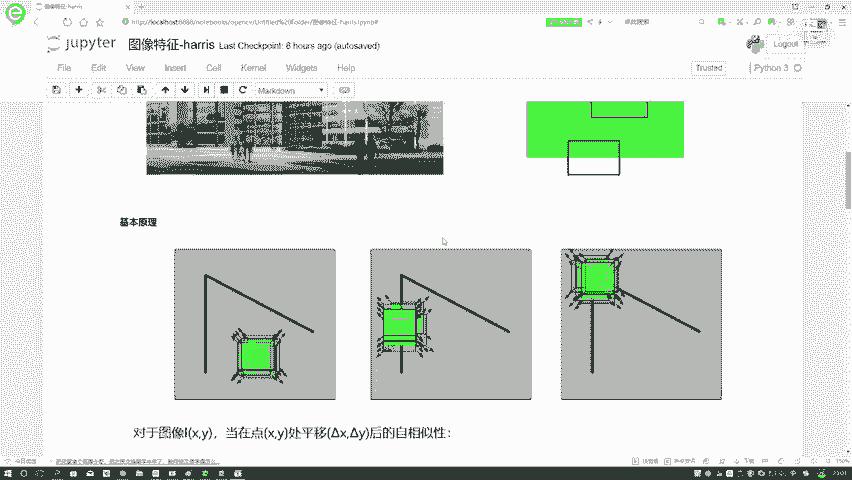 图像特征-harris
http://localhost:8888/notebooks/opencv/Untitled%20Folder/图像特征-harris.ipynb#
jupyter 图像特征-harris Last Checkpoint: 6 hours ago (autosaved)
Logout
File Edit View Insert Cell Kernel Widgets Help
Trusted
Python 3
Markdown
基本原理
对于图像I(x,y)，当在点(x,y)处平移(Δx,Δy)后的自相似性：